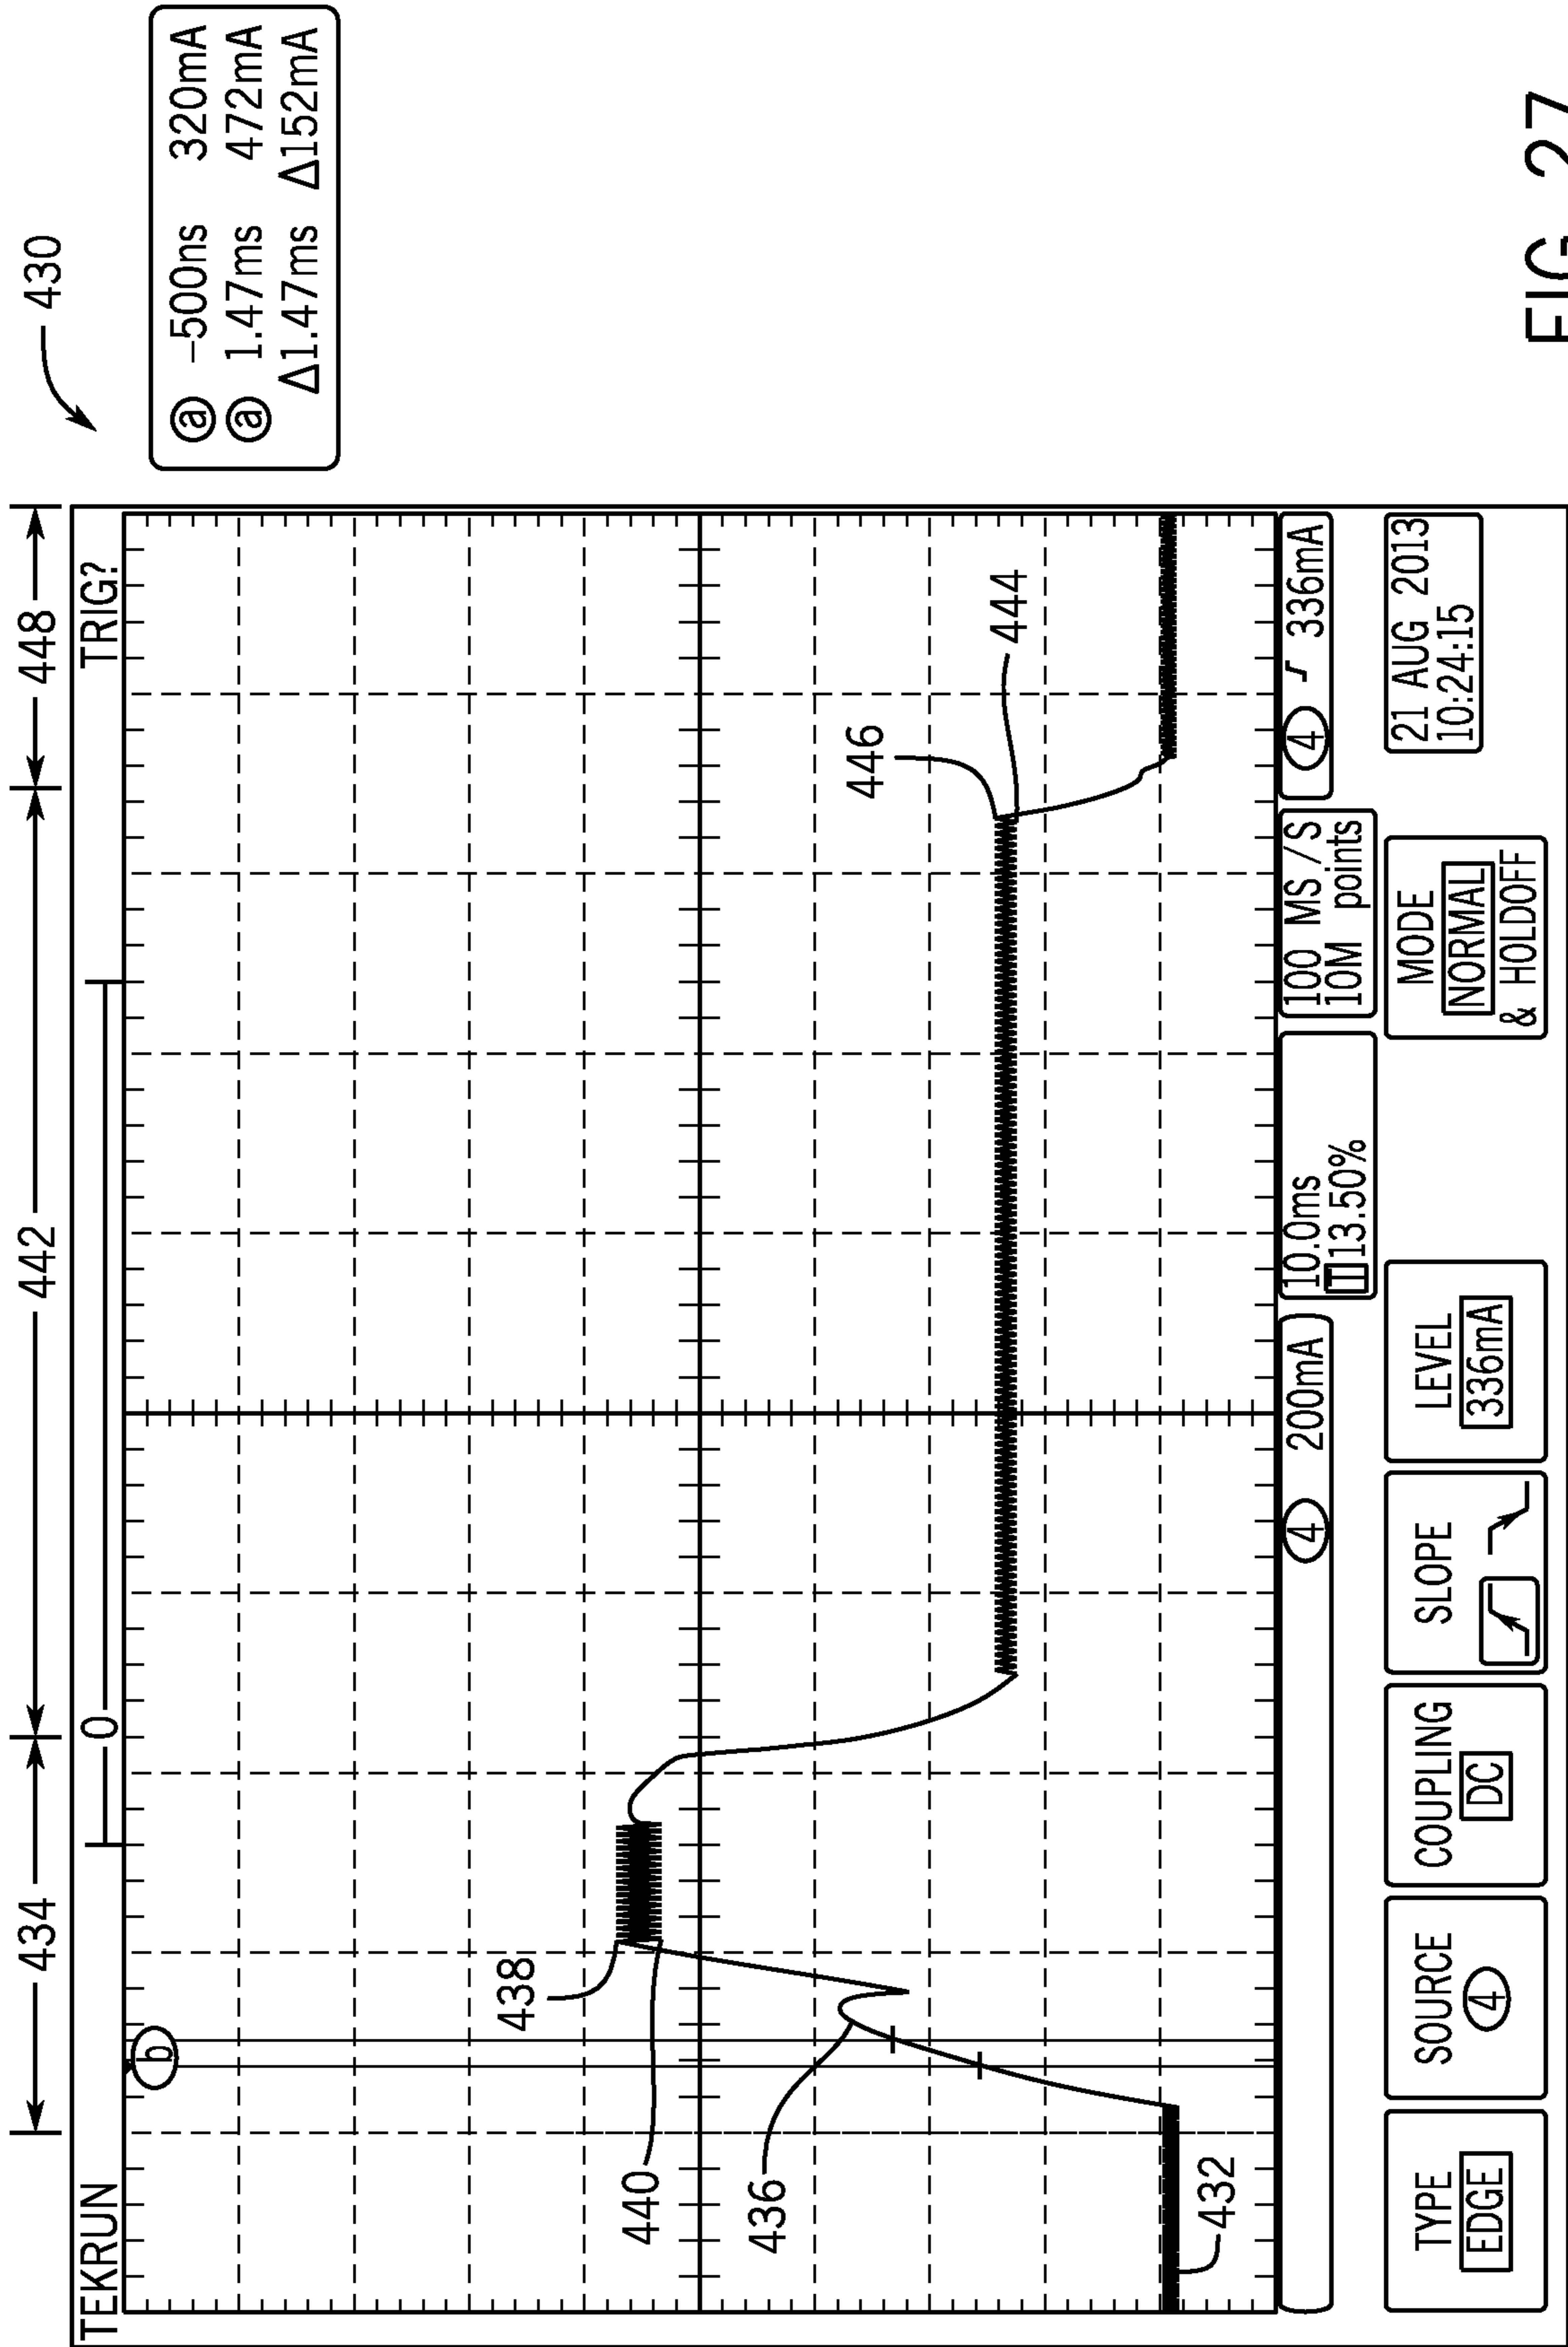 430
434
442
448
ⓐ -500ns 320mA
ⓐ 1.47ms 472mA
Δ1.47ms Δ152mA
TEKRUN
0
TRIG?
b
438
440
436
432
446
444
④ 200mA
10.0ms
T 13.50%
100 MS/S
10M points
④ 336mA
TYPE
EDGE
SOURCE
④
COUPLING
DC
SLOPE
LEVEL
336mA
MODE
NORMAL
& HOLDOFF
21 AUG 2013
10:24:15
FIG 27